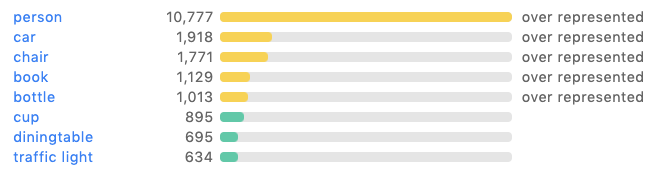 person 10,777 over represented
car 1,918 over represented
chair 1,771 over represented
book 1,129 over represented
bottle 1,013 over represented
cup 895
diningtable 695
traffic light 634